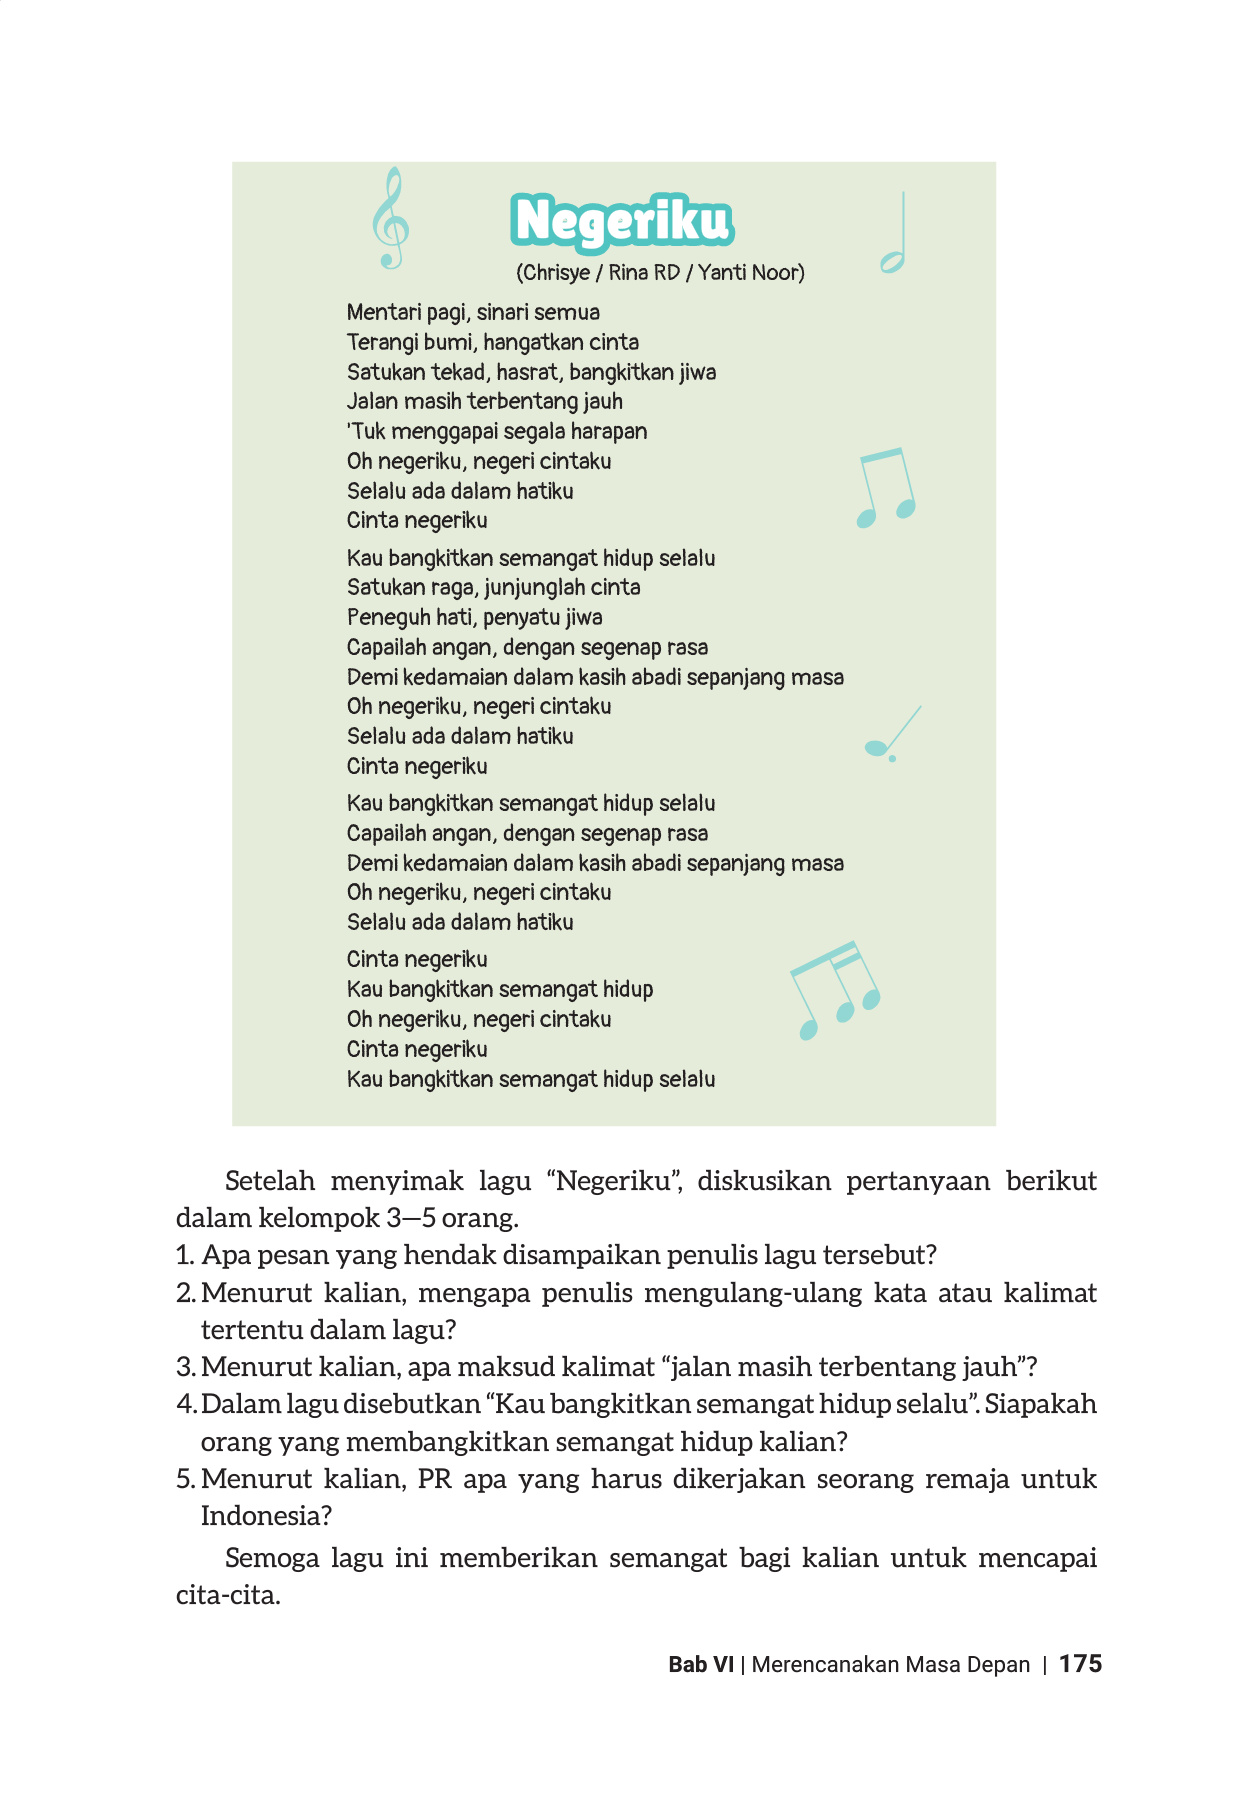 Negeriku
(Chrisye / Rina RD / Yanti Noor)
Mentari pagi, sinari semua
Terangi bumi, hangatkan cinta
Satukan tekad, hasrat, bangkitkan jiwa
Jalan masih terbentang jauh
'Tuk menggapai segala harapan
Oh negeriku, negeri cintaku
Selalu ada dalam hatiku
Cinta negeriku
Kau bangkitkan semangat hidup selalu
Satukan raga, junjunglah cinta
Peneguh hati, penyatu jiwa
Capailah angan, dengan segenap rasa
Demi kedamaian dalam kasih abadi sepanjang masa
Oh negeriku, negeri cintaku
Selalu ada dalam hatiku
Cinta negeriku
Kau bangkitkan semangat hidup selalu
Capailah angan, dengan segenap rasa
Demi kedamaian dalam kasih abadi sepanjang masa
Oh negeriku, negeri cintaku
Selalu ada dalam hatiku
Cinta negeriku
Kau bangkitkan semangat hidup
Oh negeriku, negeri cintaku
Cinta negeriku
Kau bangkitkan semangat hidup selalu
Setelah menyimak lagu “Negeriku”, diskusikan pertanyaan berikut
dalam kelompok 3—5 orang.
1. Apa pesan yang hendak disampaikan penulis lagu tersebut?
2. Menurut kalian, mengapa penulis mengulang-ulang kata atau kalimat
tertentu dalam lagu?
3. Menurut kalian, apa maksud kalimat “jalan masih terbentang jauh”?
4. Dalam lagu disebutkan “Kau bangkitkan semangat hidup selalu”. Siapakah
orang yang membangkitkan semangat hidup kalian?
5. Menurut kalian, PR apa yang harus dikerjakan seorang remaja untuk
Indonesia?
Semoga lagu ini memberikan semangat bagi kalian untuk mencapai
cita-cita.
Bab VI | Merencanakan Masa Depan | 175